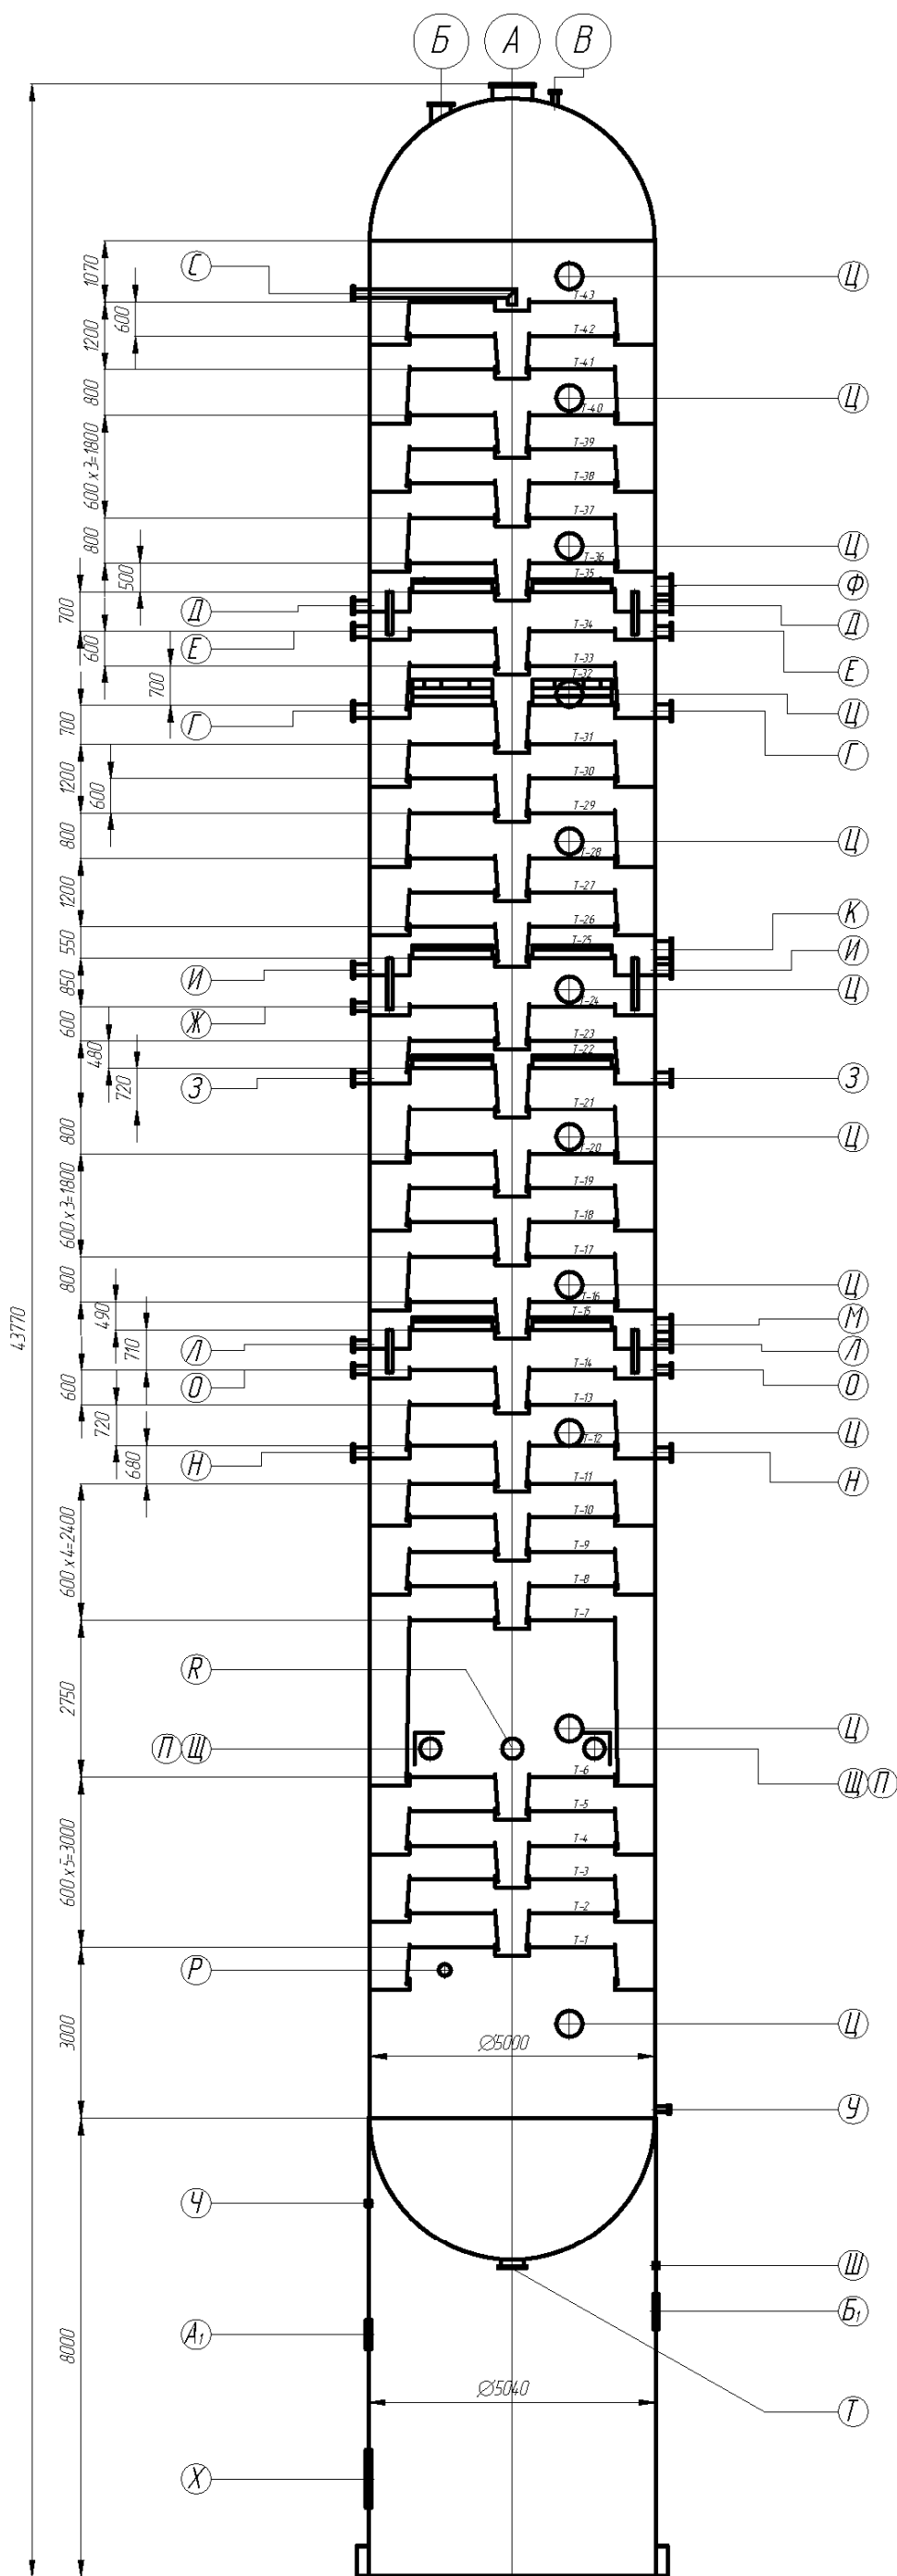 Б А В
1070 С Ц
Т-43
600
1200 Т-42
Т-41
800 Ц
Т-40
Т-39
600 x 3=1800
Т-38
Т-37
800 Ц
Т-36
500 Т-35 Ф
700 Д Д
Т-34
600 Е Е
Т-33
700 Т-32 Ц
700 Г Г
Т-31
1200 Т-30
600
Т-29
800 Ц
Т-28
1200 Т-27
Т-26 К
550 Т-25
И И
850 Ц
Т-24
600 Ж
Т-23
480 Т-22
720 З З
Т-21
800 Ц
Т-20
Т-19
600 x 3=1800
Т-18
Т-17
800 Ц
Т-16
490 Т-15 М
43770
710 Л Л
Т-14
600 О О
Т-13
720 Ц
Т-12
680 Н Н
Т-11
Т-10
600 x 4=2400
Т-9
Т-8
Т-7
2750 R
Ц
П Щ Щ П
Т-6
Т-5
600 x 5=3000 Т-4
Т-3
Т-2
Т-1
Р
3000 Ц
Ø5000
У
Ч
Ш
Б₁
8000 А₁
Ø5040
Т
Х